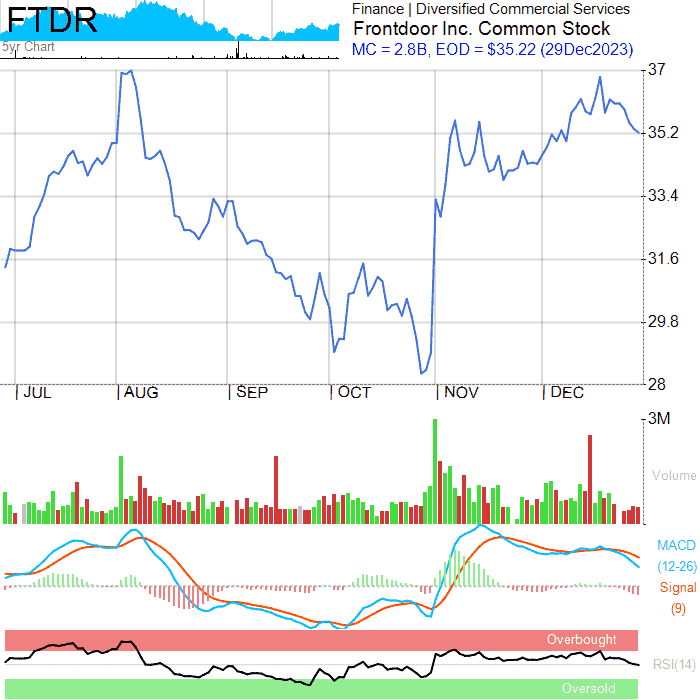 FTDR
5yr Chart
Finance | Diversified Commercial Services
Frontdoor Inc. Common Stock
MC = 2.8B, EOD = $35.22 (29Dec2023)
37
35.2
33.4
31.6
29.8
28
| JUL | AUG | SEP | OCT | NOV | DEC
3M
Volume
MACD
(12-26)
Signal
(9)
Overbought
RSI(14)
Oversold